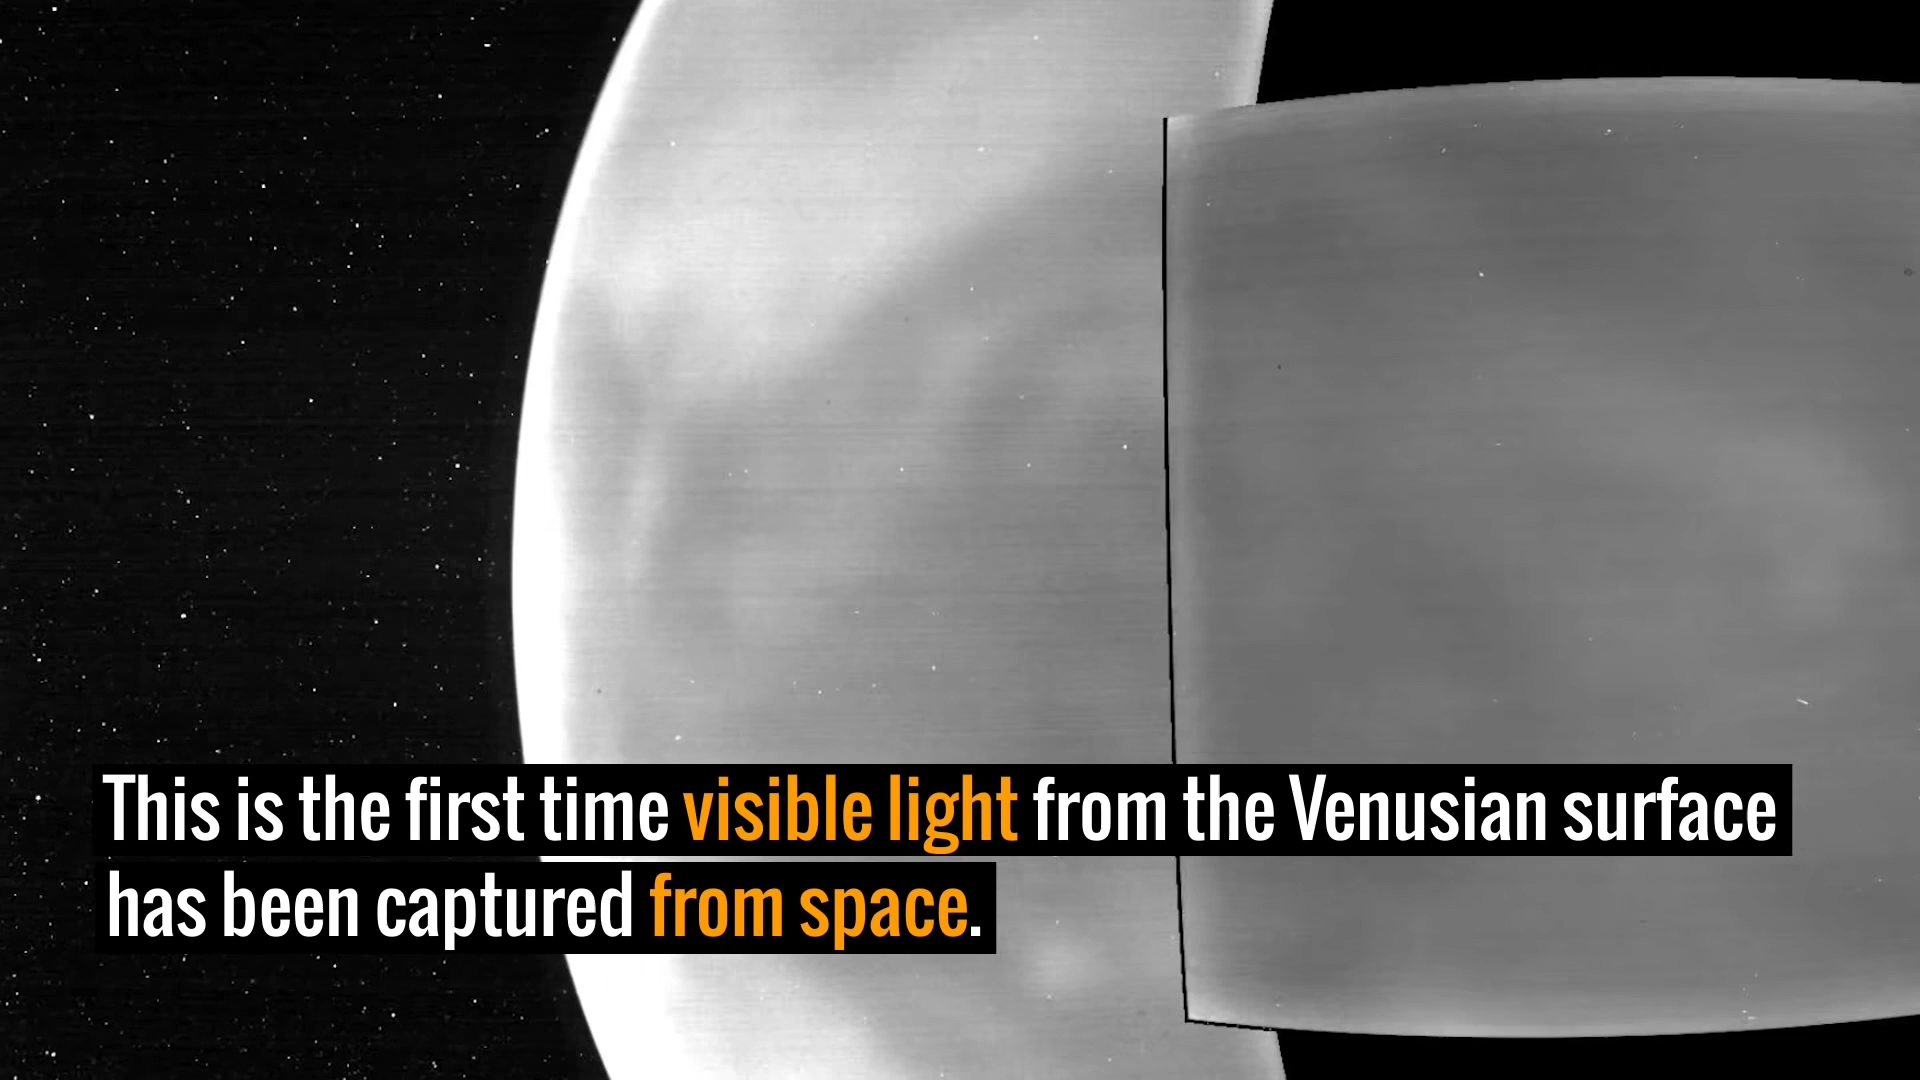 This is the first time visible light from the Venusian surface
has been captured from space.